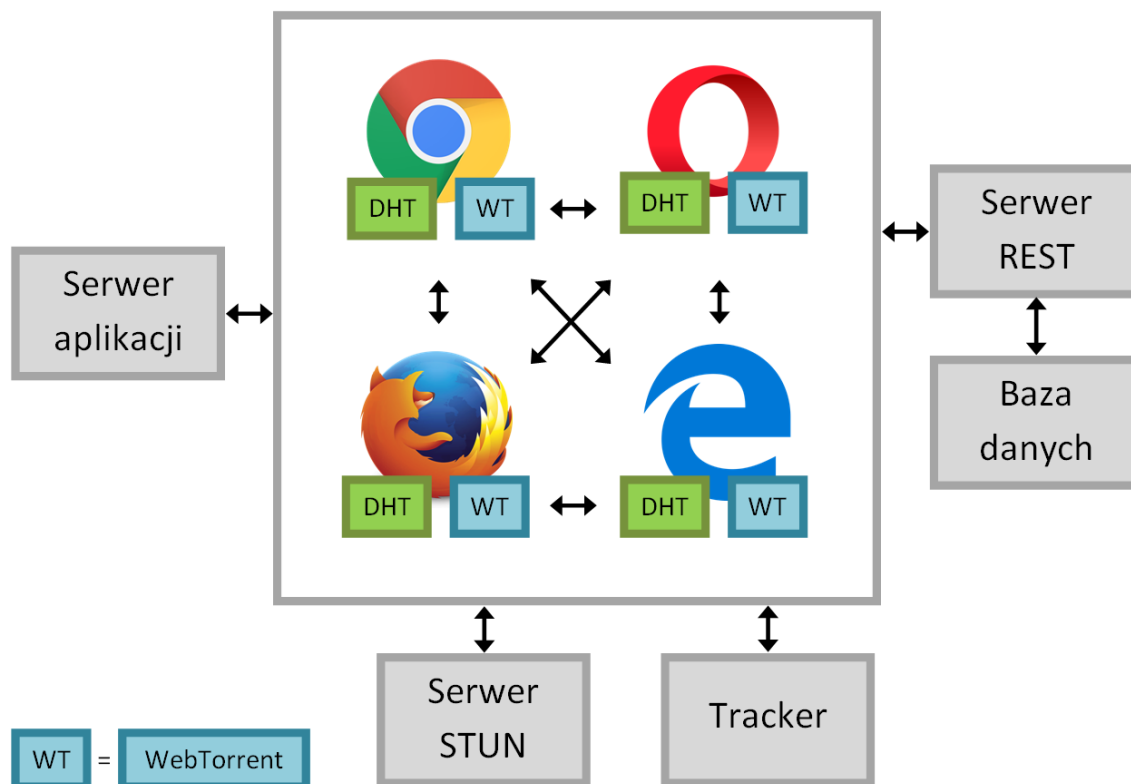 DHT
WT
DHT
WT
Serwer
REST
Serwer
aplikacji
Baza
danych
DHT
WT
DHT
WT
Serwer
STUN
Tracker
WT = WebTorrent